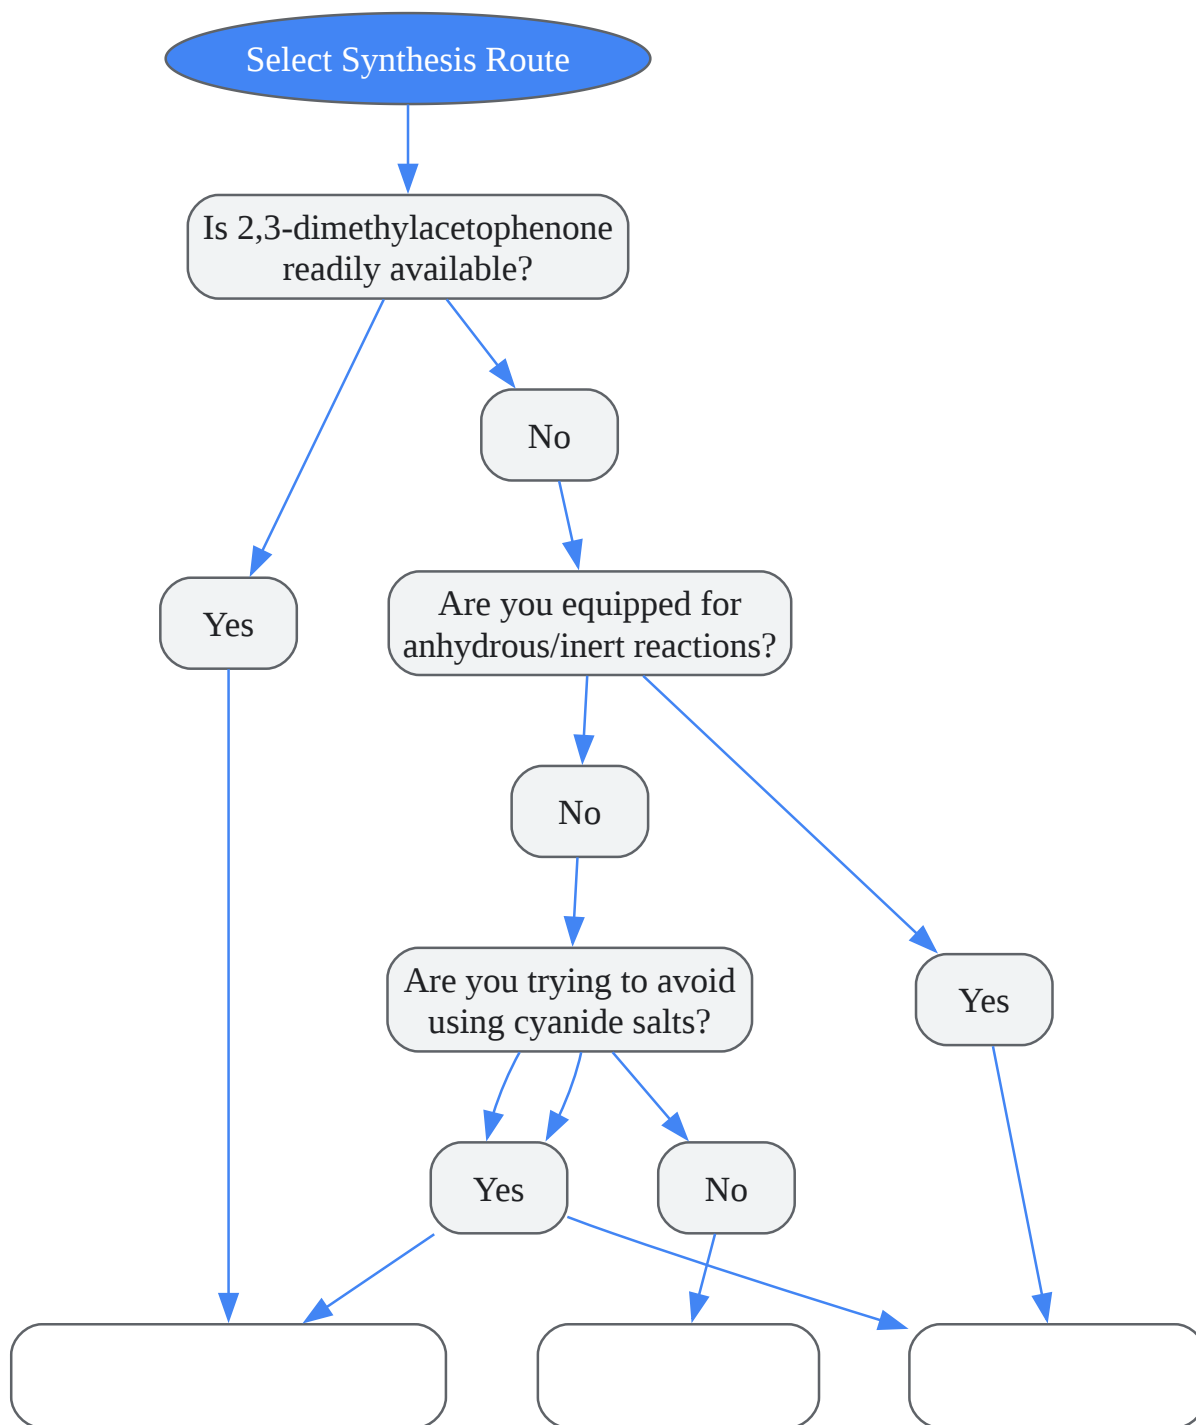 Select Synthesis Route
Is 2,3-dimethylacetophenone
readily available?
No
Yes
Are you equipped for
anhydrous/inert reactions?
No
Are you trying to avoid
using cyanide salts?
Yes
Yes
No